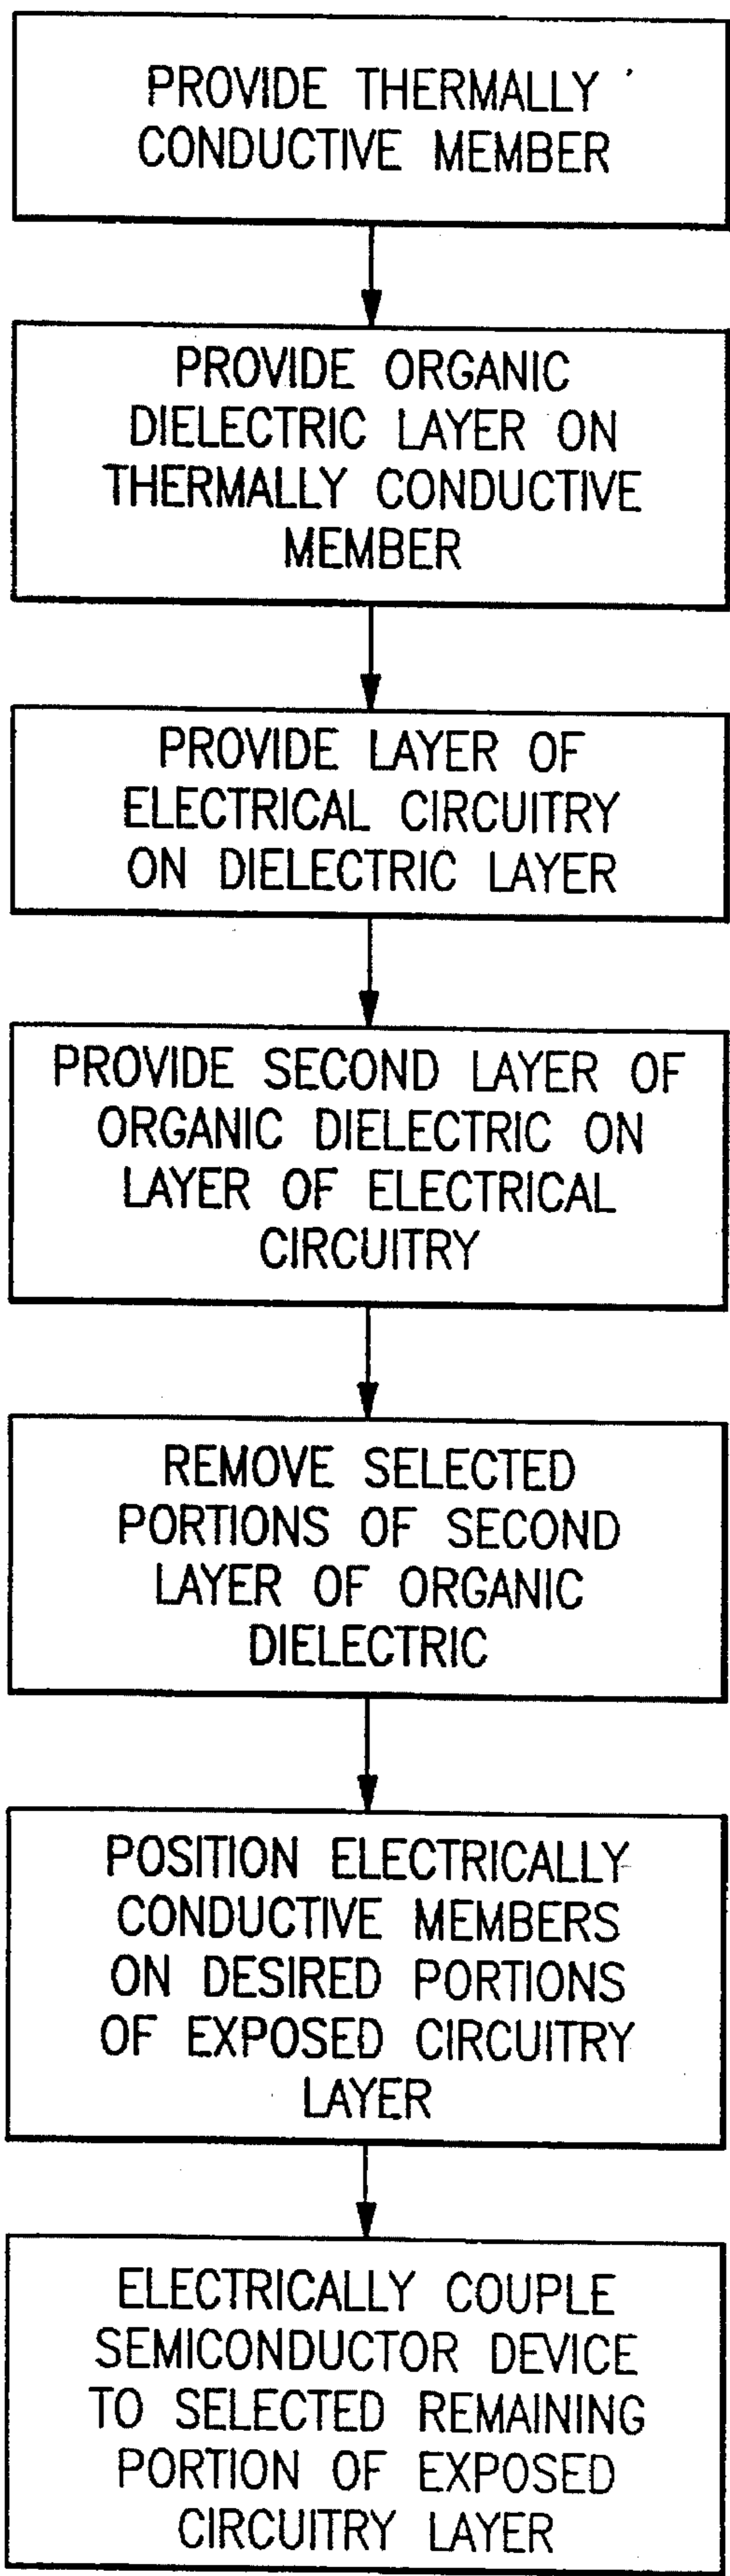 PROVIDE THERMALLY
CONDUCTIVE MEMBER
PROVIDE ORGANIC
DIELECTRIC LAYER ON
THERMALLY CONDUCTIVE
MEMBER
PROVIDE LAYER OF
ELECTRICAL CIRCUITRY
ON DIELECTRIC LAYER
PROVIDE SECOND LAYER OF
ORGANIC DIELECTRIC ON
LAYER OF ELECTRICAL
CIRCUITRY
REMOVE SELECTED
PORTIONS OF SECOND
LAYER OF ORGANIC
DIELECTRIC
POSITION ELECTRICALLY
CONDUCTIVE MEMBERS
ON DESIRED PORTIONS
OF EXPOSED CIRCUITRY
LAYER
ELECTRICALLY COUPLE
SEMICONDUCTOR DEVICE
TO SELECTED REMAINING
PORTION OF EXPOSED
CIRCUITRY LAYER